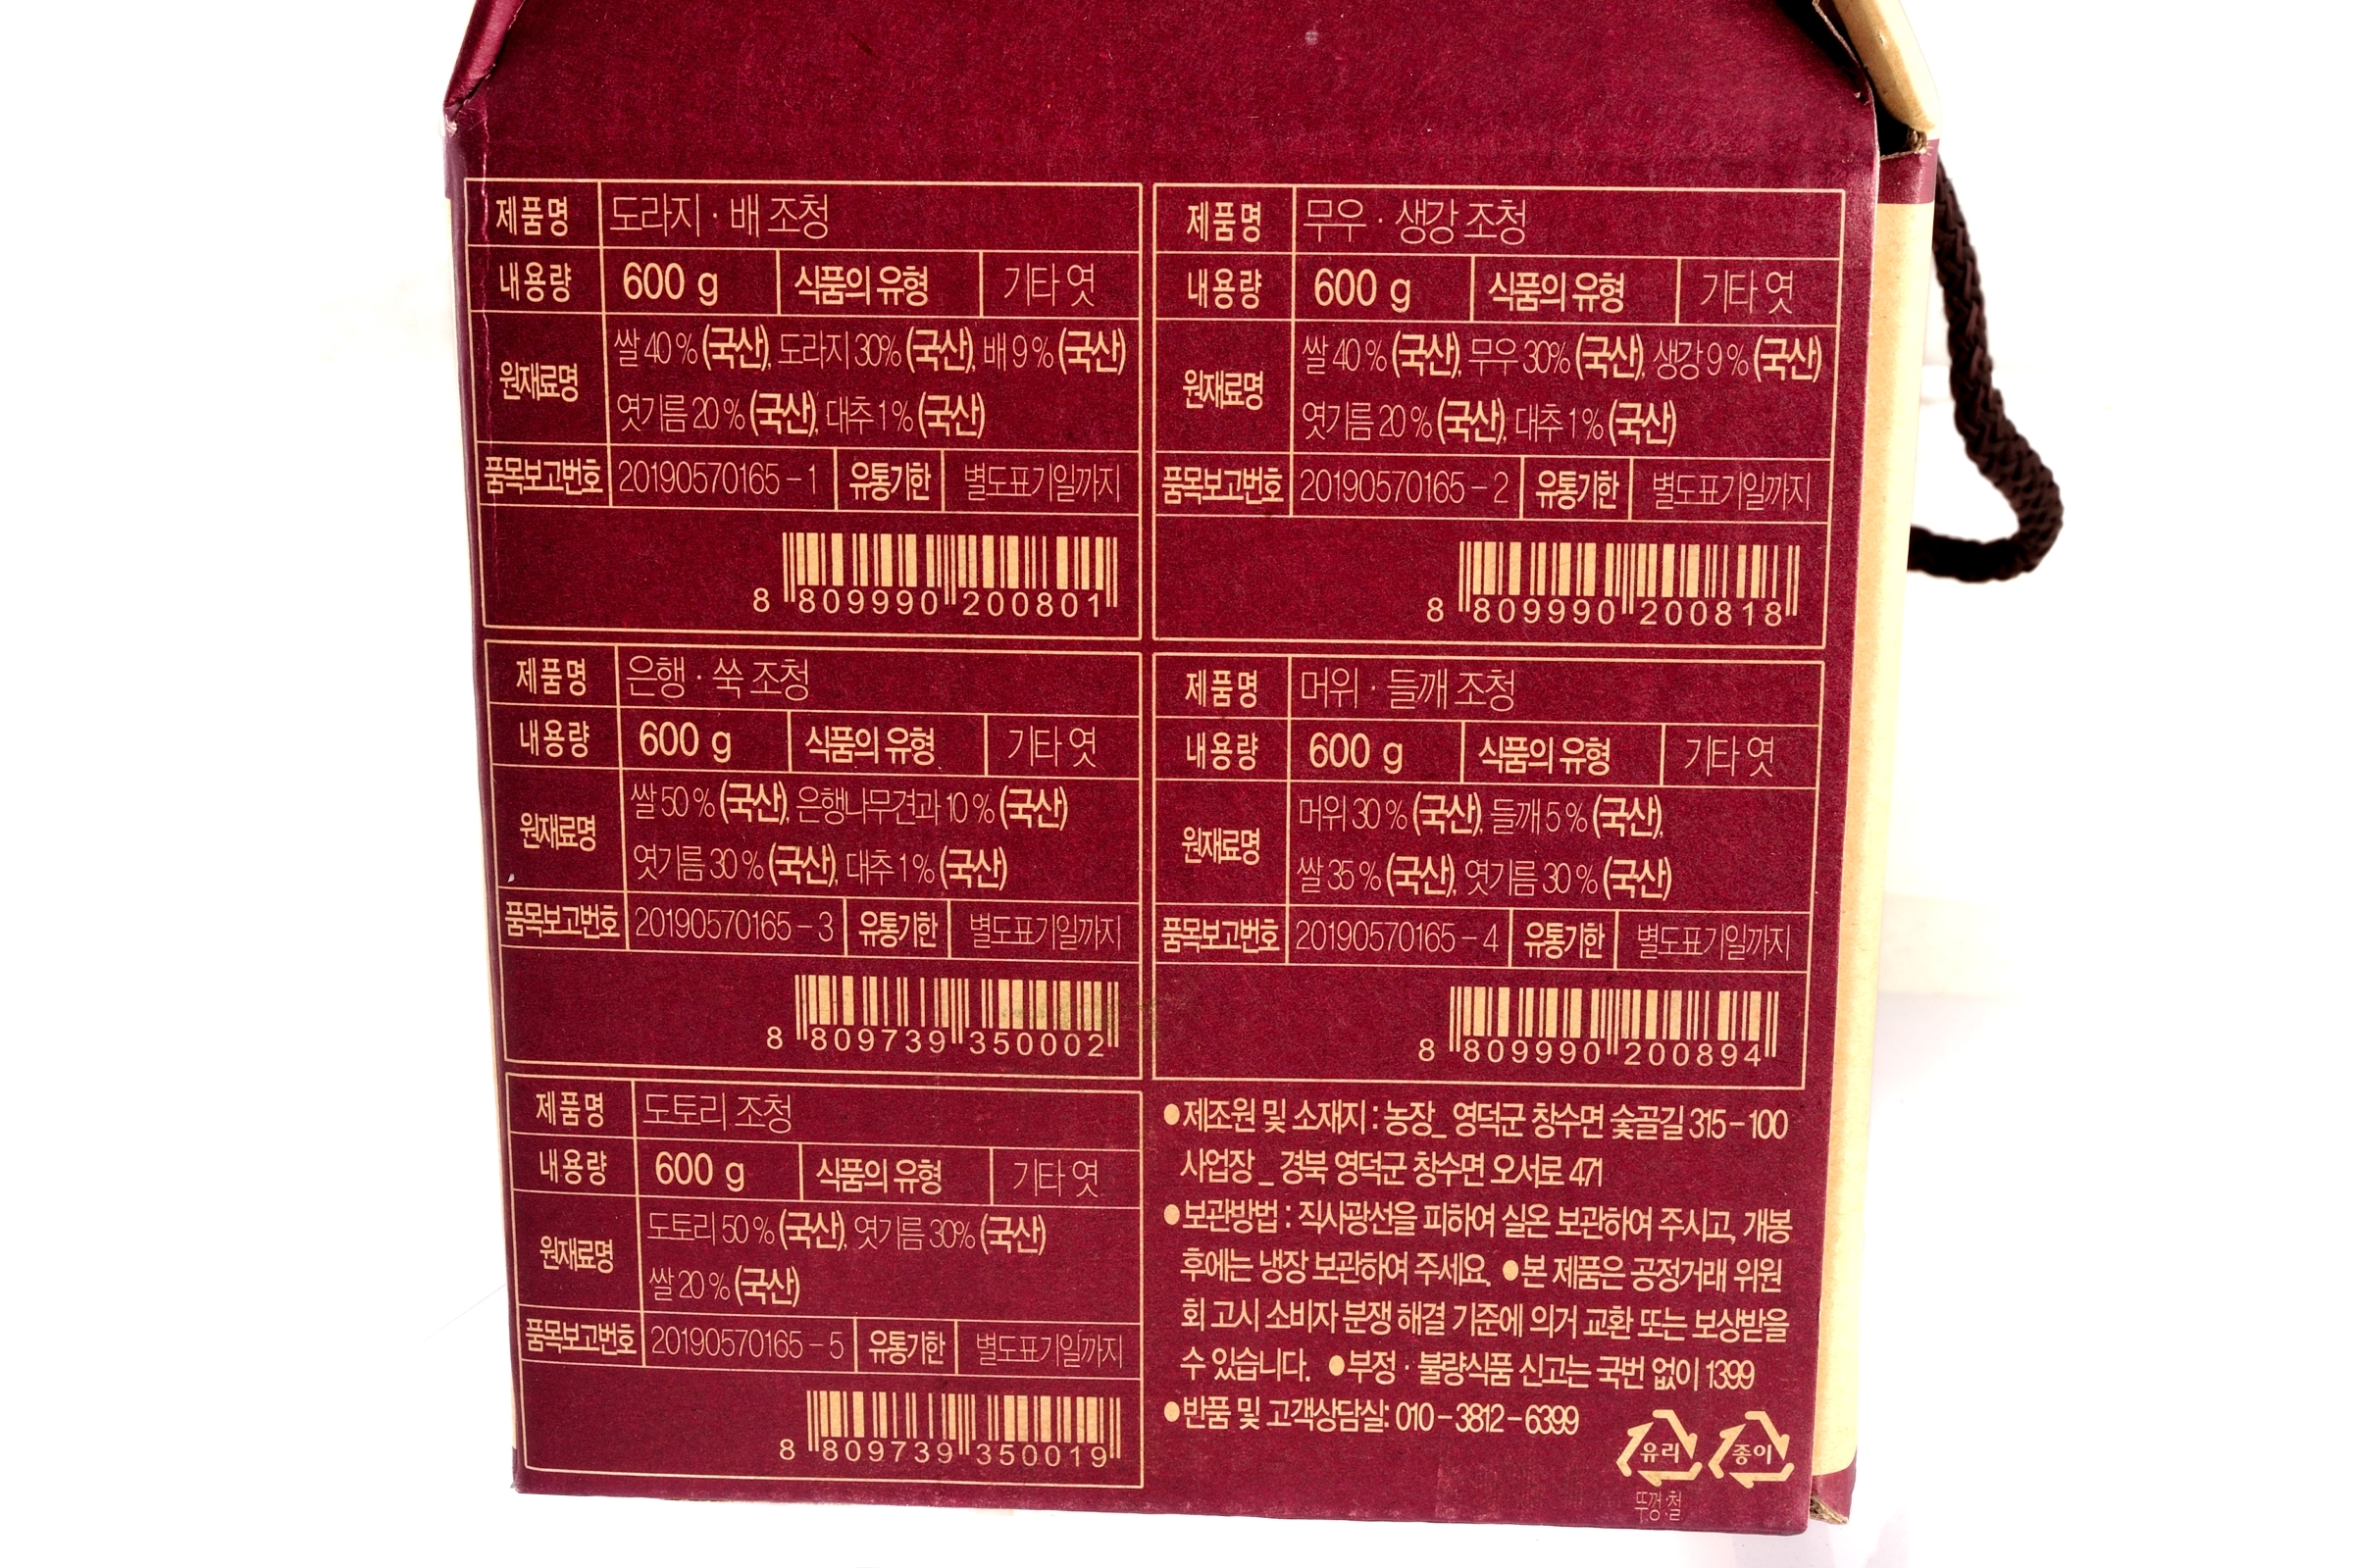 제품명 도라지 · 배 조청
내용량 600 g 식품의 유형 기타 엿
원재료명 쌀 40 % (국산), 도라지 30% (국산), 배 9 % (국산)
엿기름 20 % (국산), 대추 1 % (국산)
품목보고번호 20190570165 - 1 유통기한 별도표기일까지
8 809990 200801
제품명 무우 · 생강 조청
내용량 600 g 식품의 유형 기타 엿
원재료명 쌀 40 % (국산), 무우 30% (국산), 생강 9 % (국산)
엿기름 20 % (국산), 대추 1 % (국산)
품목보고번호 20190570165 - 2 유통기한 별도표기일까지
8 809990 200818
제품명 은행 · 쑥 조청
내용량 600 g 식품의 유형 기타 엿
원재료명 쌀 50 % (국산), 은행나무견과 10 % (국산)
엿기름 30 % (국산), 대추 1 % (국산)
품목보고번호 20190570165 - 3 유통기한 별도표기일까지
8 809739 350002
제품명 머위 · 들깨 조청
내용량 600 g 식품의 유형 기타 엿
원재료명 머위 30 % (국산), 들깨 5 % (국산),
쌀 35 % (국산), 엿기름 30 % (국산)
품목보고번호 20190570165 - 4 유통기한 별도표기일까지
8 809990 200894
제품명 도토리 조청
내용량 600 g 식품의 유형 기타 엿
원재료명 도토리 50 % (국산), 엿기름 30% (국산)
쌀 20 % (국산)
품목보고번호 20190570165 - 5 유통기한 별도표기일까지
8 809739 350019
●제조원 및 소재지 : 농장_ 영덕군 창수면 숯골길 315 - 100
사업장 _ 경북 영덕군 창수면 오서로 471
●보관방법 : 직사광선을 피하여 실온 보관하여 주시고, 개봉
후에는 냉장 보관하여 주세요. ●본 제품은 공정거래 위원
회 고시 소비자 분쟁 해결 기준에 의거 교환 또는 보상받을
수 있습니다. ●부정 · 불량식품 신고는 국번 없이 1399
●반품 및 고객상담실: 010 - 3812 - 6399
유리 종이
뚜껑:철